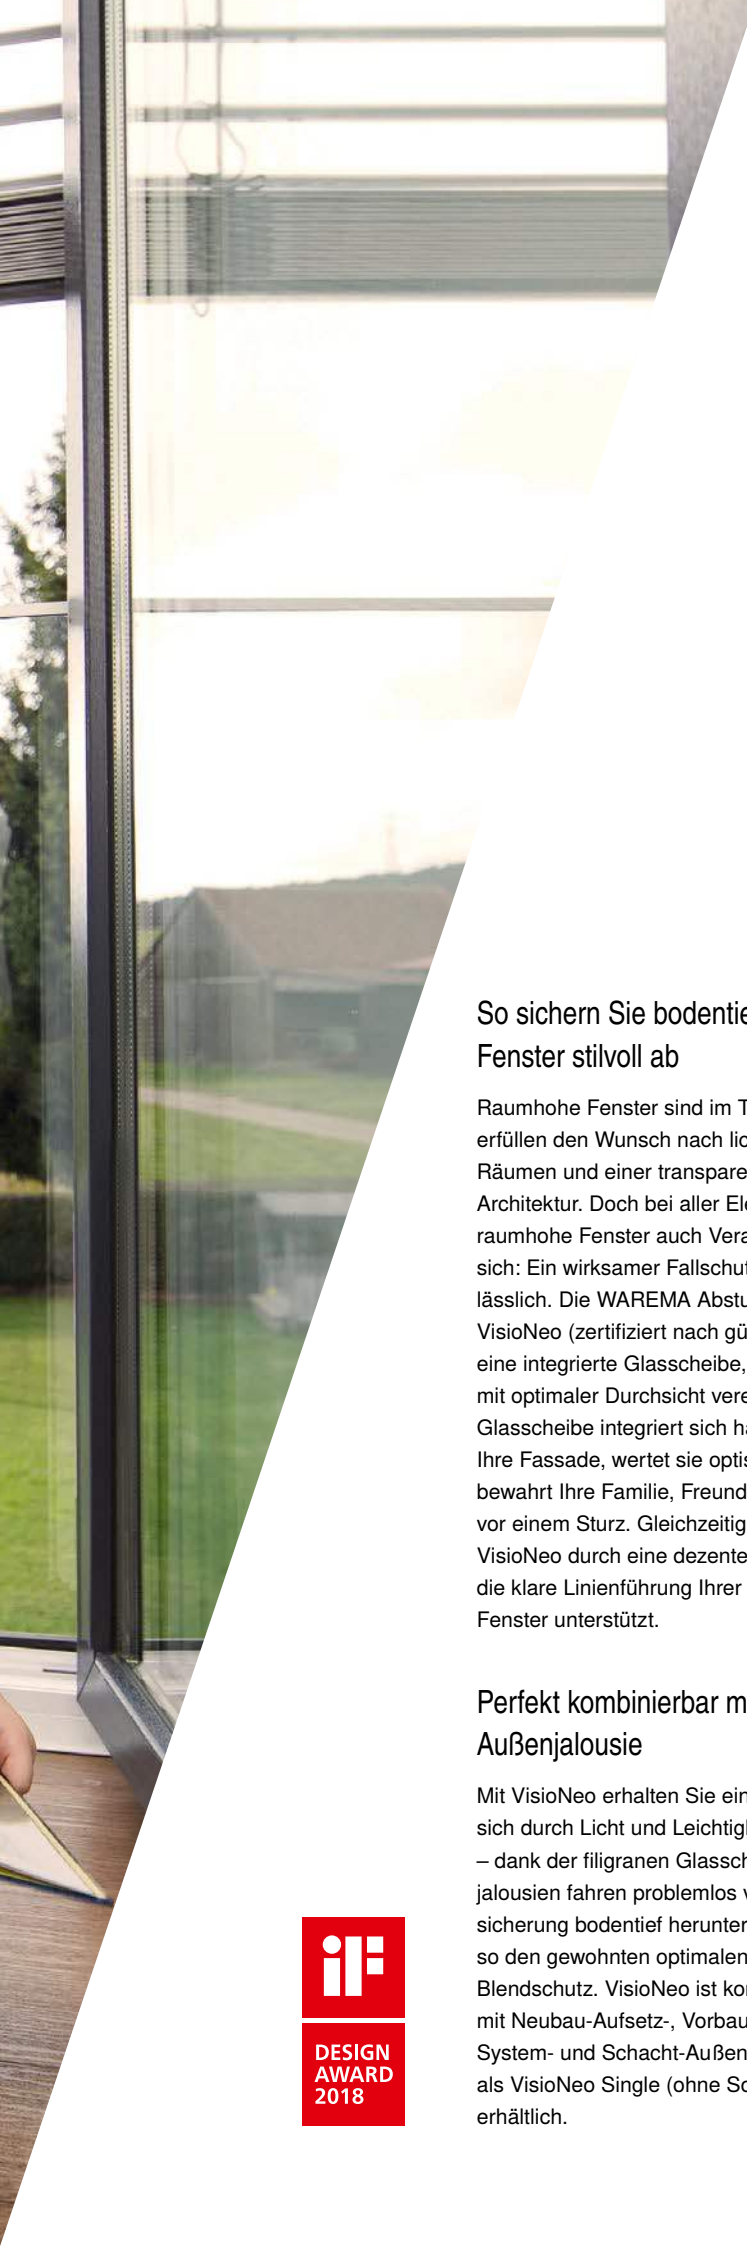 So sichern Sie bodentie
Fenster stilvoll ab
Raumhohe Fenster sind im T
erfüllen den Wunsch nach lic
Räumen und einer transpare
Architektur. Doch bei aller Ele
raumhohe Fenster auch Vera
sich: Ein wirksamer Fallschut
lässlich. Die WAREMA Abstu
VisioNeo (zertifiziert nach gü
eine integrierte Glasscheibe,
mit optimaler Durchsicht vere
Glasscheibe integriert sich ha
Ihre Fassade, wertet sie optis
bewahrt Ihre Familie, Freund
vor einem Sturz. Gleichzeitig
VisioNeo durch eine dezente
die klare Linienführung Ihrer
Fenster unterstützt.
Perfekt kombinierbar m
Außenjalousie
Mit VisioNeo erhalten Sie ein
sich durch Licht und Leichtigk
– dank der filigranen Glassch
jalousien fahren problemlos v
sicherung bodentief herunter
so den gewohnten optimalen
Blendschutz. VisioNeo ist kor
mit Neubau-Aufsetz-, Vorbau
System- und Schacht-Außen
als VisioNeo Single (ohne So
erhältlich.
iF
DESIGN
AWARD
2018